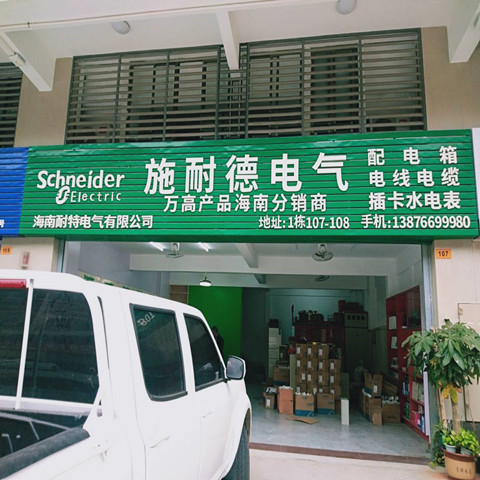 Schneider
Electric
施耐德电气
万高产品海南分销商
海南耐特电气有限公司
地址:1栋107-108
手机:13876699980
配电箱
电线电缆
插卡水电表
107